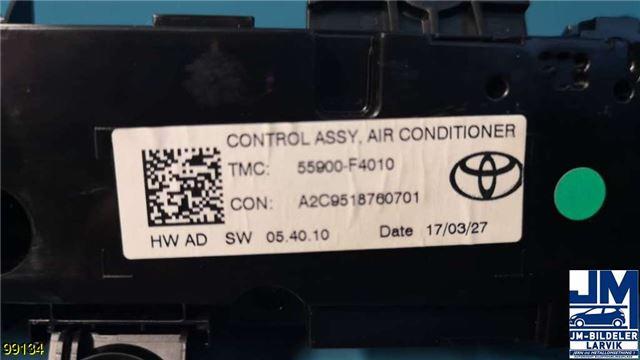 CONTROL ASSY, AIR CONDITIONER
TMC: 55900-F4010
CON: A2C9518760701
HW AD SW 05.40.10 Date 17/03/27
99134
JM
JM-BILDELER
LARVIK